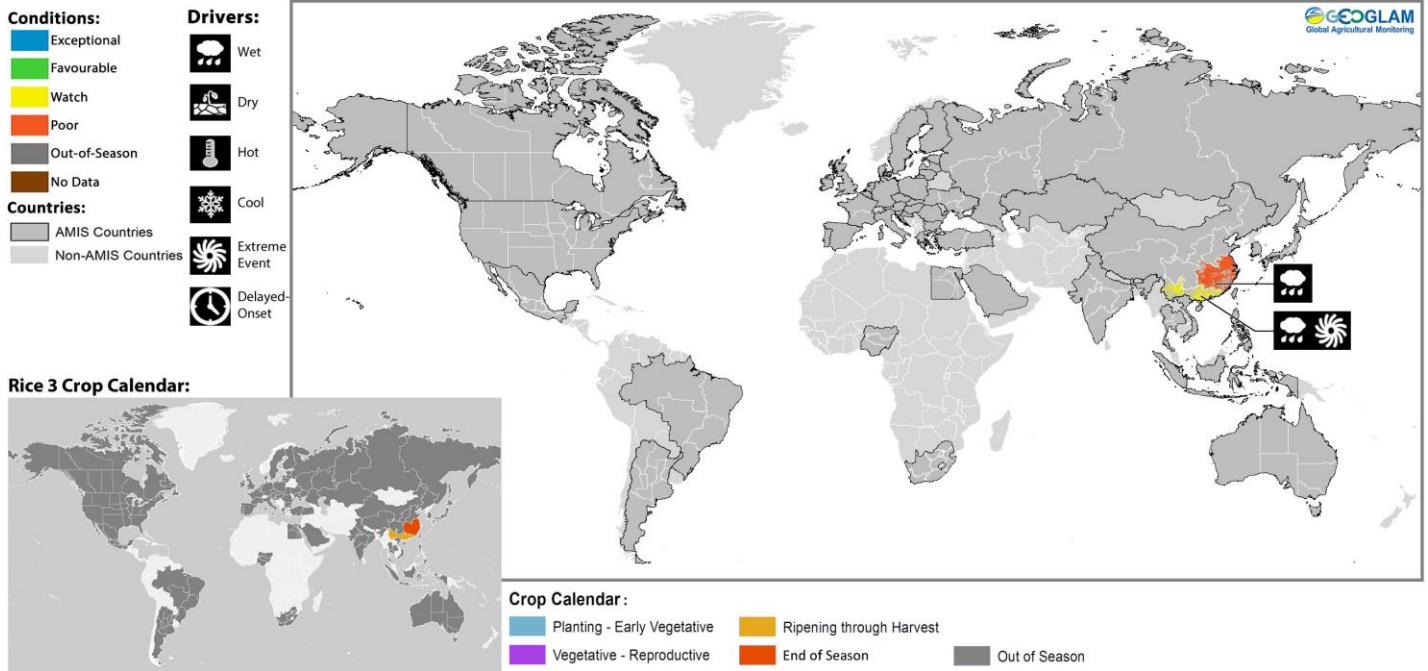 Conditions:
Exceptional
Favourable
Watch
Poor
Out-of-Season
No Data
Countries:
AMIS Countries
Non-AMIS Countries
Drivers:
Wet
Dry
Hot
Cool
Extreme
Event
Delayed-
Onset
GEOGLAM
Global Agricultural Monitoring
Rice 3 Crop Calendar:
Crop Calendar :
Planting - Early Vegetative
Vegetative - Reproductive
Ripening through Harvest
End of Season
Out of Season